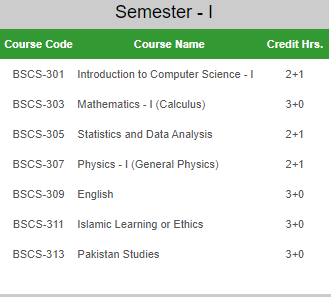 Semester - I
Course Code Course Name Credit Hrs.
BSCS-301 Introduction to Computer Science - I 2+1
BSCS-303 Mathematics - I (Calculus) 3+0
BSCS-305 Statistics and Data Analysis 2+1
BSCS-307 Physics - I (General Physics) 2+1
BSCS-309 English 3+0
BSCS-311 Islamic Learning or Ethics 3+0
BSCS-313 Pakistan Studies 3+0